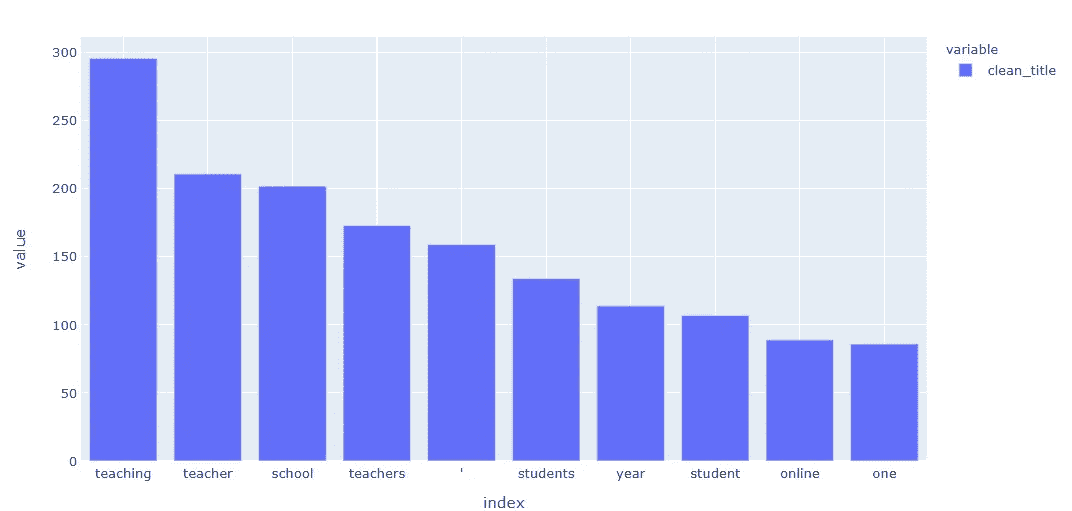 variable
clean_title
300
250
200
150
100
50
0
value
teaching teacher school teachers ' students year student online one
index